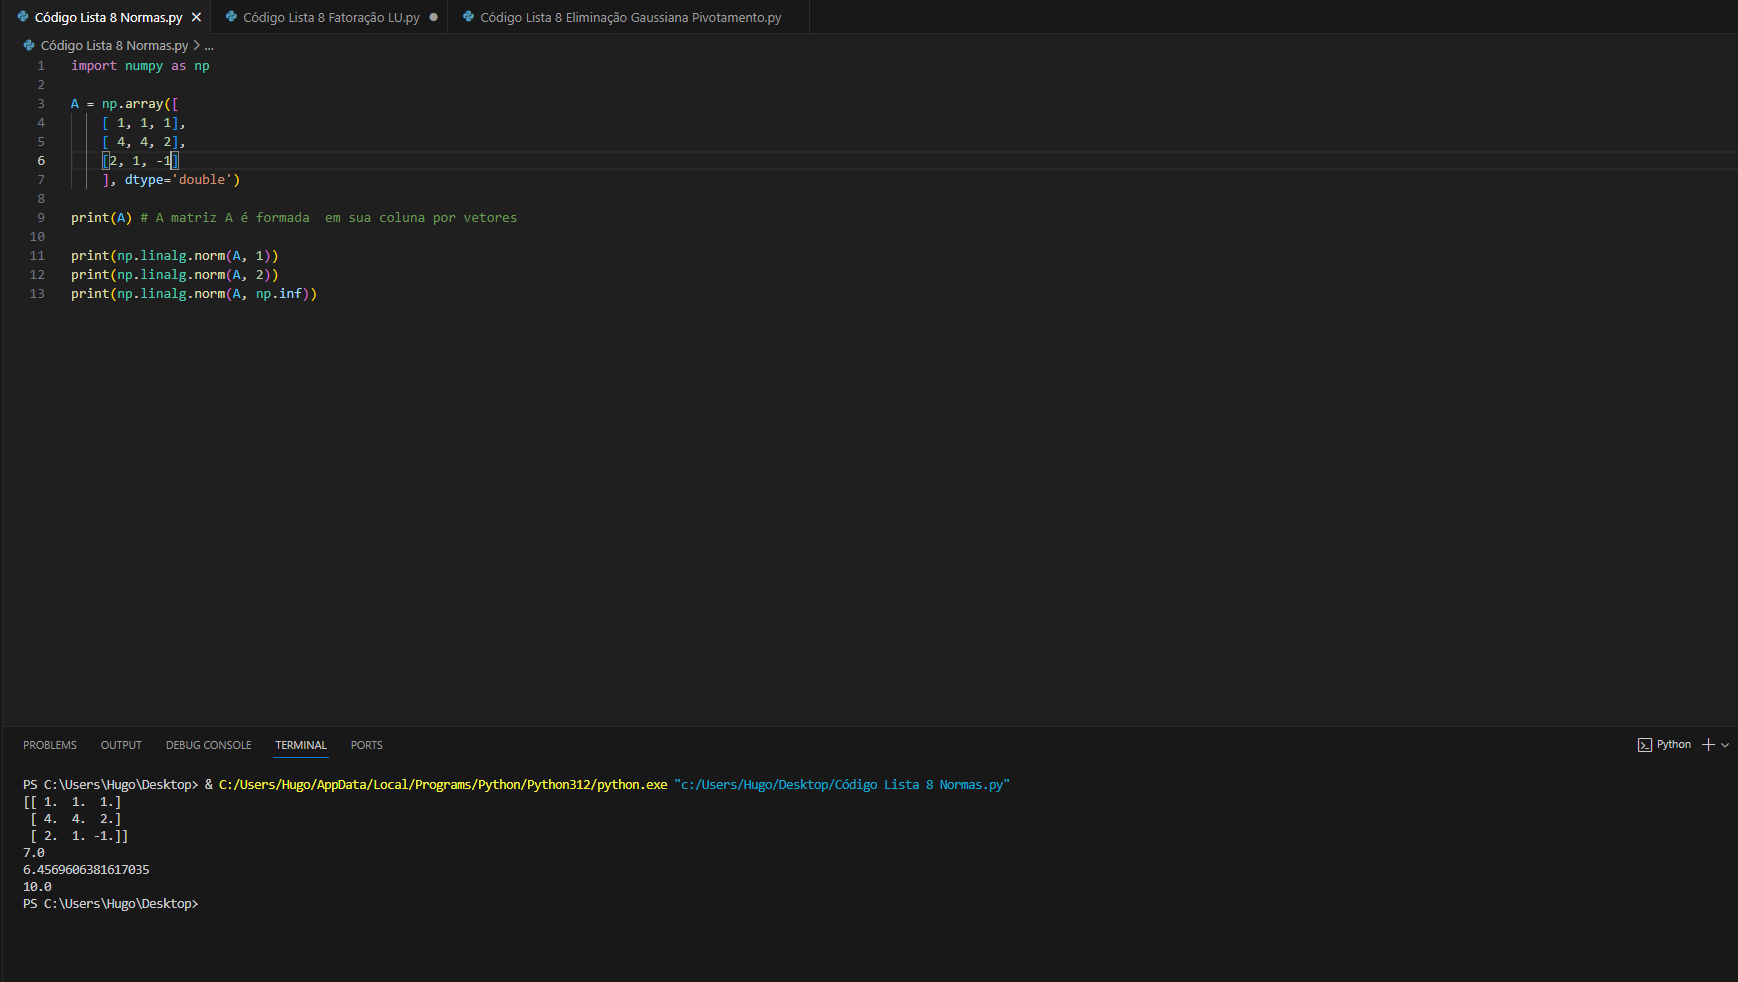 Código Lista 8 Normas.py Código Lista 8 Fatoração LU.py Código Lista 8 Eliminação Gaussiana Pivotamento.py
Código Lista 8 Normas.py > ...
1 import numpy as np
2
3 A = np.array([
4 [ 1, 1, 1],
5 [ 4, 4, 2],
6 [2, 1, -1]
7 ], dtype='double')
8
9 print(A) # A matriz A é formada  em sua coluna por vetores
10
11 print(np.linalg.norm(A, 1))
12 print(np.linalg.norm(A, 2))
13 print(np.linalg.norm(A, np.inf))
PROBLEMS OUTPUT DEBUG CONSOLE TERMINAL PORTS Python
PS C:\Users\Hugo\Desktop> & C:/Users/Hugo/AppData/Local/Programs/Python/Python312/python.exe "c:/Users/Hugo/Desktop/Código Lista 8 Normas.py"
[[ 1.  1.  1.]
[ 4.  4.  2.]
[ 2.  1. -1.]]
7.0
6.4569606381617035
10.0
PS C:\Users\Hugo\Desktop>